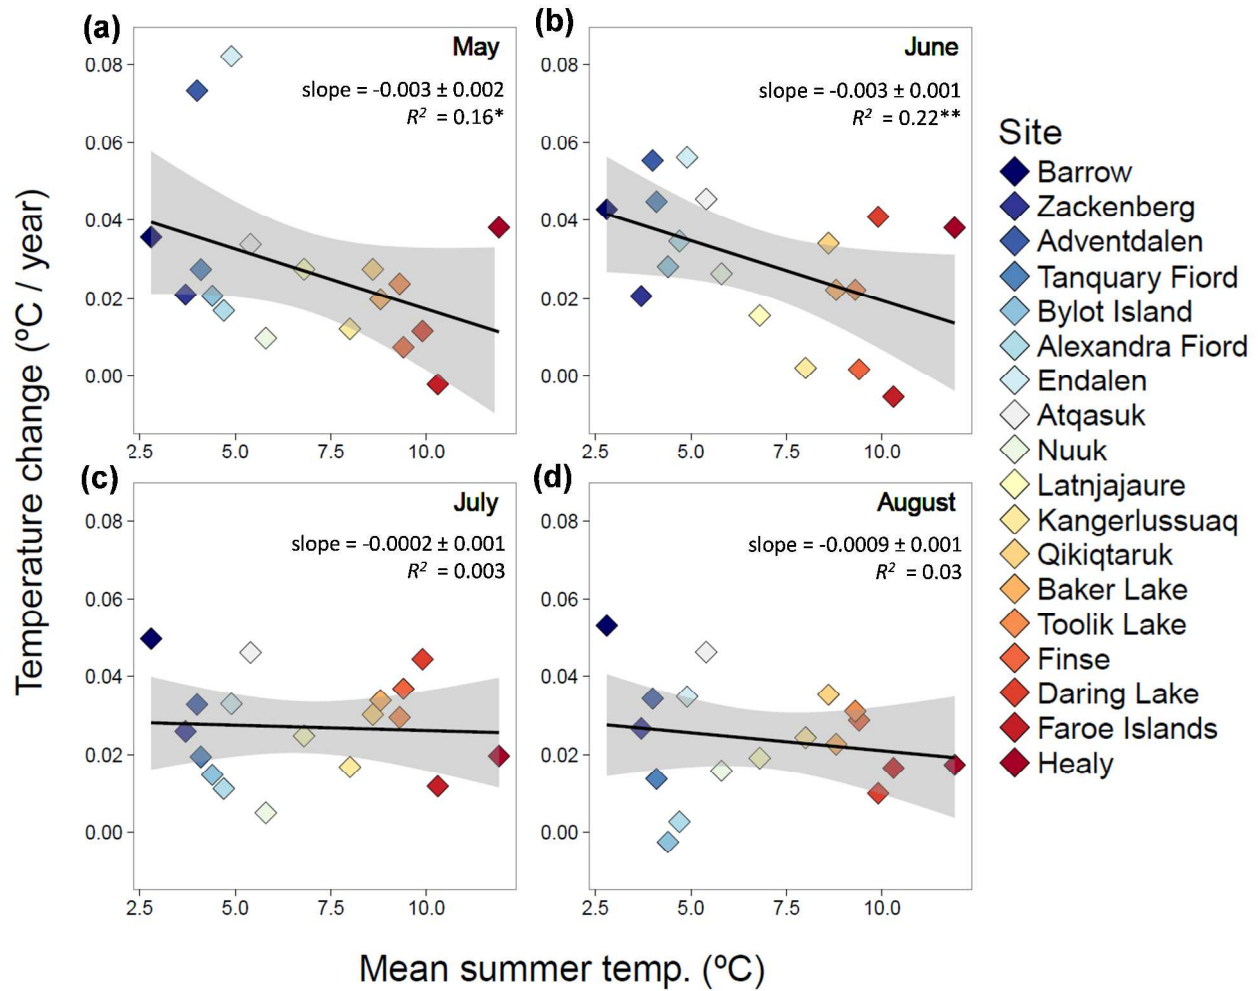 (a)
May
slope = -0.003 ± 0.002
R² = 0.16*
0.08
0.06
0.04
0.02
0.00
2.5 5.0 7.5 10.0
(b)
June
slope = -0.003 ± 0.001
R² = 0.22**
0.08
0.06
0.04
0.02
0.00
2.5 5.0 7.5 10.0
(c)
July
slope = -0.0002 ± 0.001
R² = 0.003
0.08
0.06
0.04
0.02
0.00
2.5 5.0 7.5 10.0
(d)
August
slope = -0.0009 ± 0.001
R² = 0.03
0.08
0.06
0.04
0.02
0.00
2.5 5.0 7.5 10.0
Temperature change (ºC / year)
Mean summer temp. (ºC)
Site
Barrow
Zackenberg
Adventdalen
Tanquary Fiord
Bylot Island
Alexandra Fiord
Endalen
Atqasuk
Nuuk
Latnjajaure
Kangerlussuaq
Qikiqtaruk
Baker Lake
Toolik Lake
Finse
Daring Lake
Faroe Islands
Healy